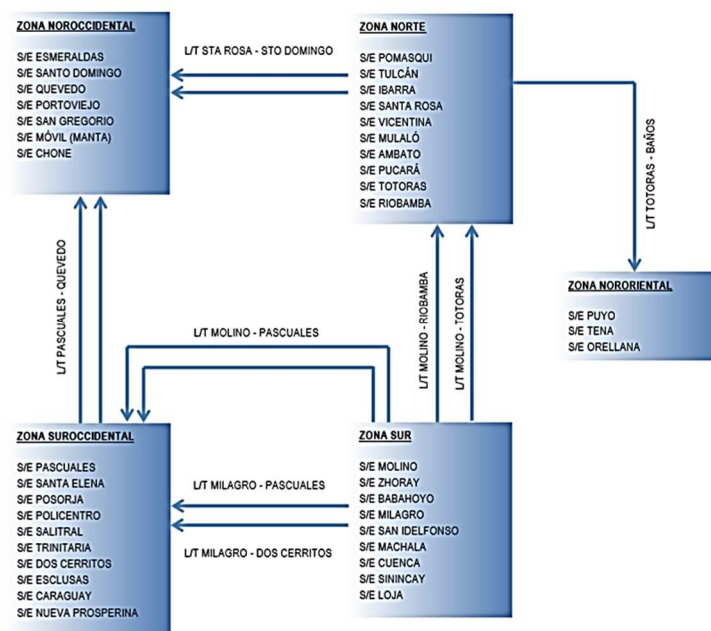 ZONA NOROCCIDENTAL
S/E ESMERALDAS
S/E SANTO DOMINGO
S/E QUEVEDO
S/E PORTOVIEJO
S/E SAN GREGORIO
S/E MÓVIL (MANTA)
S/E CHONE
L/T STA ROSA - STO DOMINGO
ZONA NORTE
S/E POMASQUI
S/E TULCÁN
S/E IBARRA
S/E SANTA ROSA
S/E VICENTINA
S/E MULALÓ
S/E AMBATO
S/E PUCARÁ
S/E TOTORAS
S/E RIOBAMBA
L/T TOTORAS - BAÑOS
ZONA NORORIENTAL
S/E PUYO
S/E TENA
S/E ORELLANA
L/T PASCUALES - QUEVEDO
L/T MOLINO - PASCUALES
L/T MOLINO - RIOBAMBA
L/T MOLINO - TOTORAS
ZONA SUROCCIDENTAL
S/E PASCUALES
S/E SANTA ELENA
S/E POSORJA
S/E POLICENTRO
S/E SALITRAL
S/E TRINITARIA
S/E DOS CERRITOS
S/E ESCLUSAS
S/E CARAGUAY
S/E NUEVA PROSPERINA
L/T MILAGRO - PASCUALES
L/T MILAGRO - DOS CERRITOS
ZONA SUR
S/E MOLINO
S/E ZHORAY
S/E BABAHOYO
S/E MILAGRO
S/E SAN IDELFONSO
S/E MACHALA
S/E CUENCA
S/E SININCAY
S/E LOJA